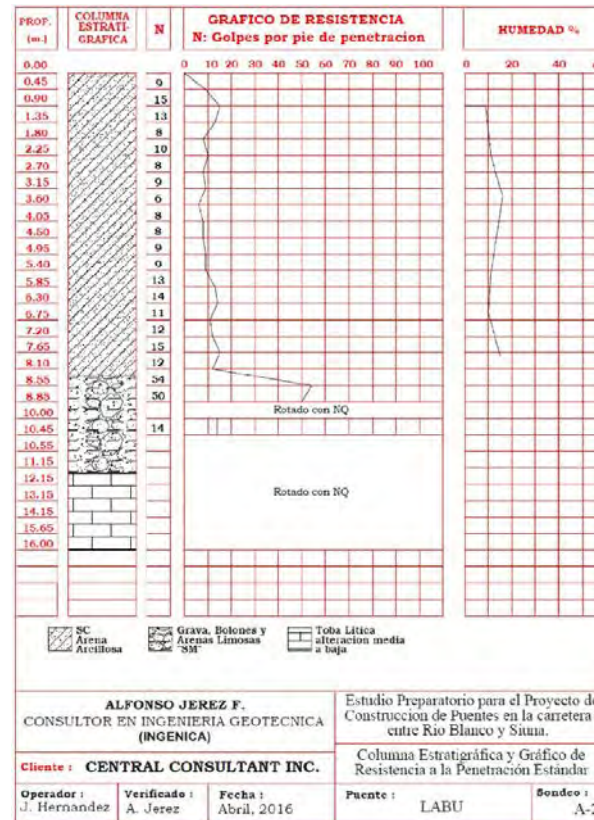 PROF. (m.)
COLUMNA ESTRATI- GRAFICA
N
GRAFICO DE RESISTENCIA
N: Golpes por pie de penetracion
HUMEDAD %
0.00
0 10 20 30 40 50 60 70 80 90 100
0 20 40
0.45 9
0.90 15
1.35 13
1.80 8
2.25 10
2.70 8
3.15 9
3.60 6
4.05 8
4.50 8
4.95 9
5.40 9
5.85 13
6.30 14
6.75 11
7.20 12
7.65 15
8.10 12
8.55 54
8.85 50
10.00 Rotado con NQ
10.45 14
10.55
11.15
12.15
13.15 Rotado con NQ
14.15
15.65
16.00
SC
Arena
Arcillosa
Grava, Bolones y
Arenas Limosas
"SM"
Toba Lítica
alteracion media
a baja
ALFONSO JEREZ F.
CONSULTOR EN INGENIERIA GEOTECNICA
(INGENICA)
Estudio Preparatorio para el Proyecto de
Construccion de Puentes en la carretera
entre Rio Blanco y Siuna.
Cliente : CENTRAL CONSULTANT INC.
Columna Estratigráfica y Gráfico de
Resistencia a la Penetración Estándar
Operador :
J. Hernandez
Verificado :
A. Jerez
Fecha :
Abril, 2016
Puente :
LABU
Sondeo :